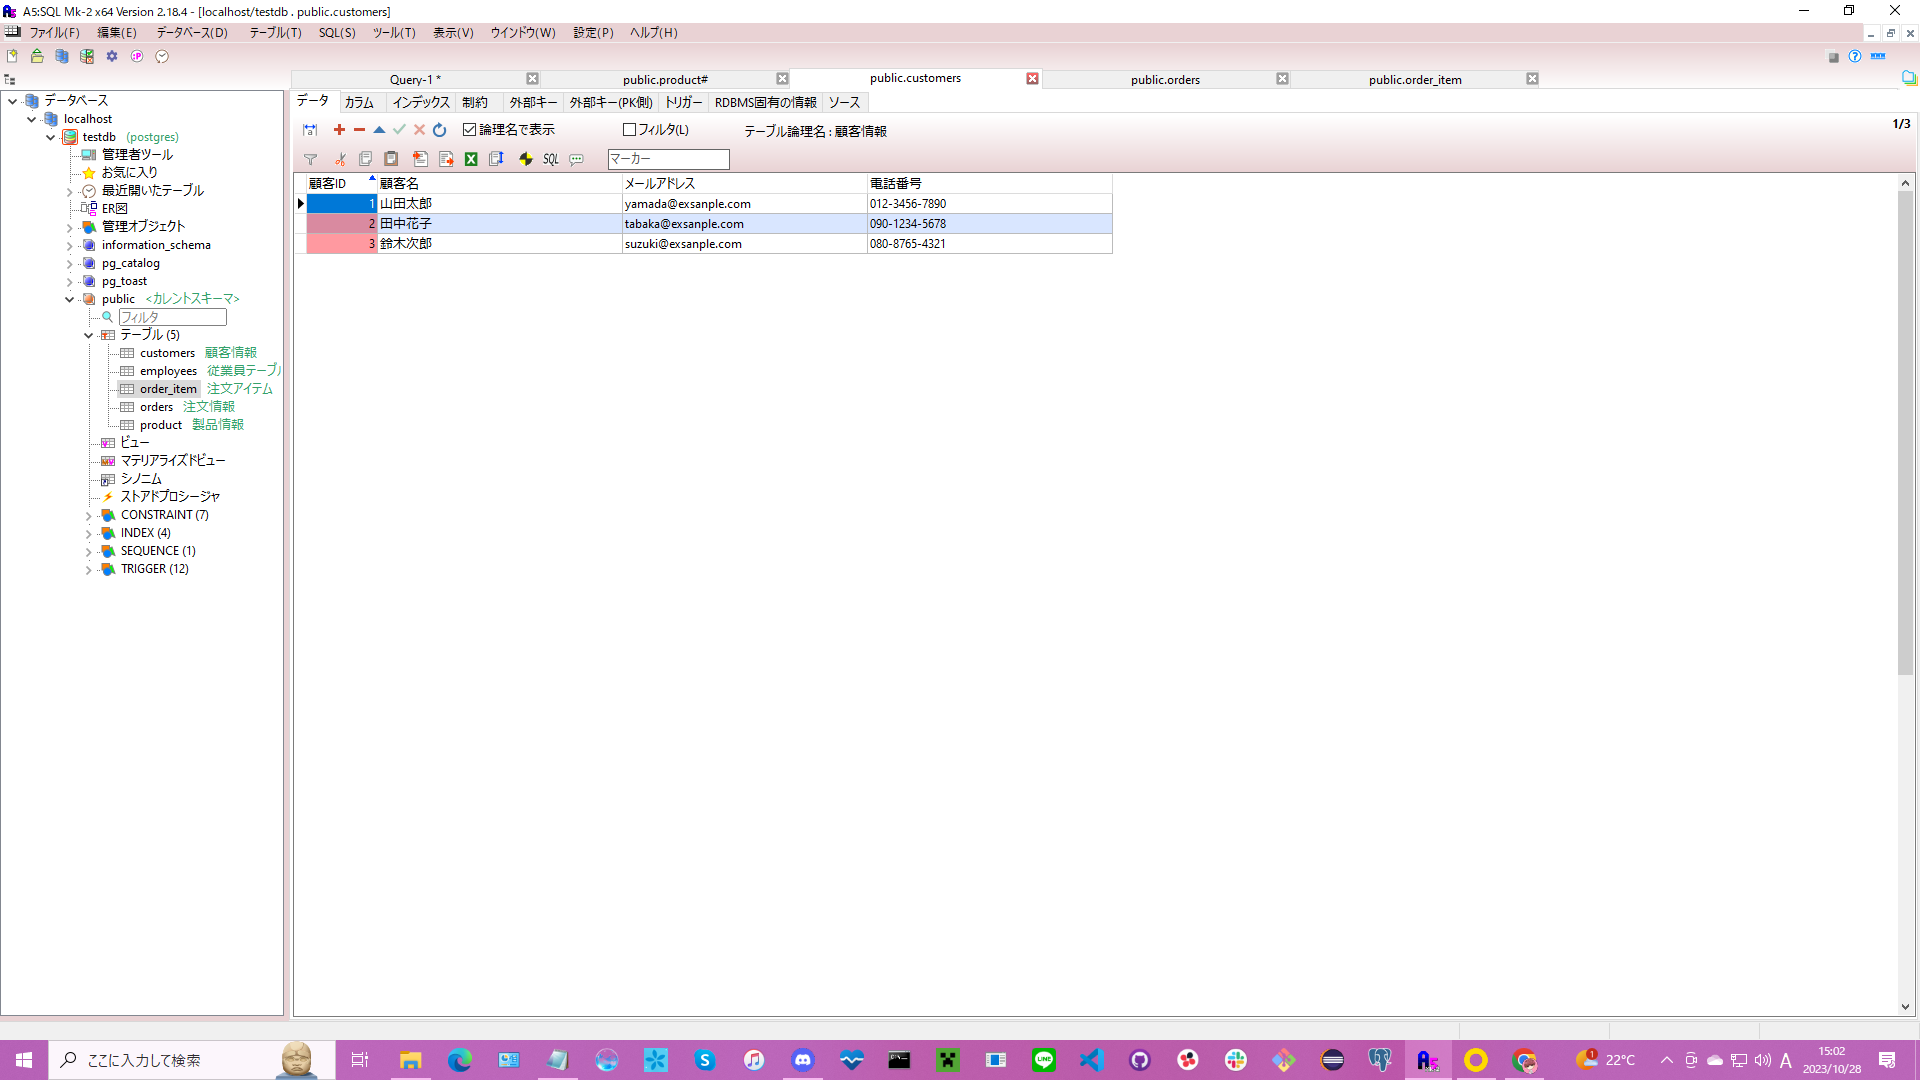 A5:SQL Mk-2 x64 Version 2.18.4 - [localhost/testdb . public.customers]
ファイル(F) 編集(E) データベース(D) テーブル(T) SQL(S) ツール(T) 表示(V) ウインドウ(W) 設定(P) ヘルプ(H)
Query-1 * public.product# public.customers public.orders public.order_item
データ カラム インデックス 制約 外部キー 外部キー(PK側) トリガー RDBMS固有の情報 ソース
論理名で表示 フィルタ(L) テーブル論理名 : 顧客情報 1/3
SQL マーカー
顧客ID 顧客名 メールアドレス 電話番号
1 山田太郎 yamada@exsanple.com 012-3456-7890
2 田中花子 tabaka@exsanple.com 090-1234-5678
3 鈴木次郎 suzuki@exsanple.com 080-8765-4321
データベース
localhost
testdb (postgres)
管理者ツール
お気に入り
最近開いたテーブル
ER図
管理オブジェクト
information_schema
pg_catalog
pg_toast
public <カレントスキーマ>
フィルタ
テーブル (5)
customers 顧客情報
employees 従業員テーブル
order_item 注文アイテム
orders 注文情報
product 製品情報
ビュー
マテリアライズドビュー
シノニム
ストアドプロシージャ
CONSTRAINT (7)
INDEX (4)
SEQUENCE (1)
TRIGGER (12)
ここに入力して検索
LINE
1
22°C
A
15:02
2023/10/28